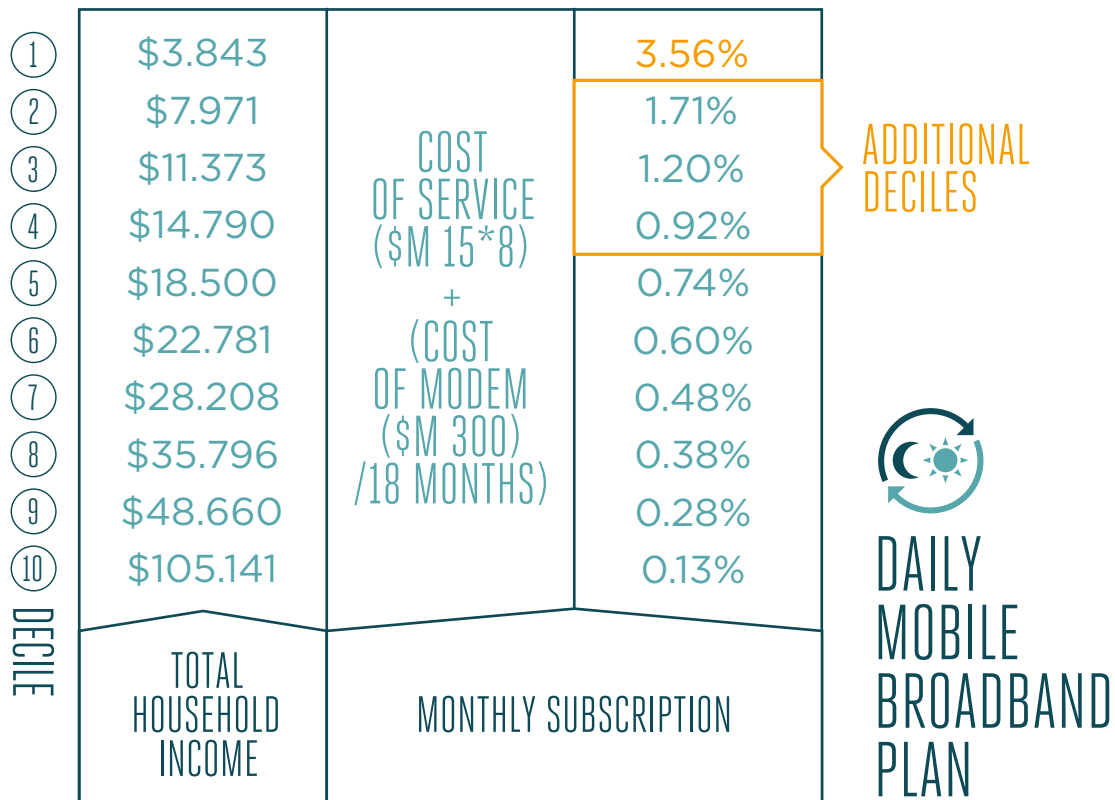 1 $3.843 3.56%
2 $7.971 1.71%
3 $11.373 1.20%
4 $14.790 0.92%
5 $18.500 0.74%
6 $22.781 0.60%
7 $28.208 0.48%
8 $35.796 0.38%
9 $48.660 0.28%
10 $105.141 0.13%
DECILE
COST
OF SERVICE
($M 15*8)
+
(COST
OF MODEM
($M 300)
/18 MONTHS)
ADDITIONAL
DECILES
TOTAL
HOUSEHOLD
INCOME
MONTHLY SUBSCRIPTION
DAILY
MOBILE
BROADBAND
PLAN